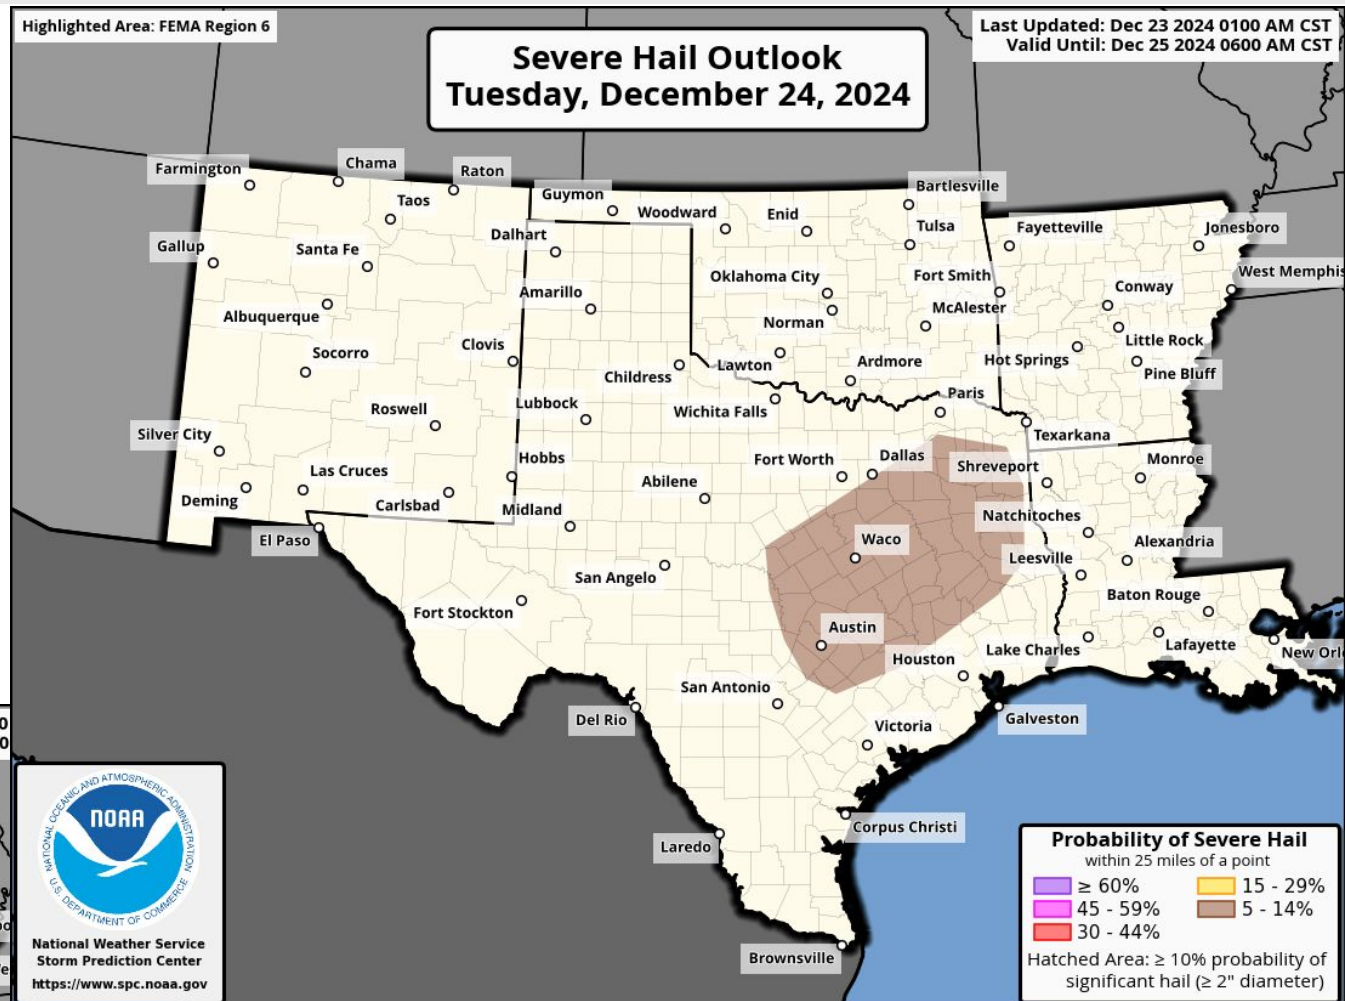 Highlighted Area: FEMA Region 6
Severe Hail Outlook
Tuesday, December 24, 2024
Last Updated: Dec 23 2024 0100 AM CST
Valid Until: Dec 25 2024 0600 AM CST
Farmington
Chama
Raton
Taos
Guymon
Woodward
Enid
Bartlesville
Tulsa
Fayetteville
Jonesboro
Gallup
Santa Fe
Dalhart
Oklahoma City
Fort Smith
Conway
West Memphis
Albuquerque
Amarillo
Norman
McAlester
Little Rock
Socorro
Clovis
Childress
Lawton
Ardmore
Hot Springs
Pine Bluff
Roswell
Lubbock
Wichita Falls
Paris
Texarkana
Silver City
Las Cruces
Hobbs
Abilene
Fort Worth
Dallas
Shreveport
Monroe
Deming
Carlsbad
Midland
Natchitoches
El Paso
San Angelo
Waco
Leesville
Alexandria
Fort Stockton
Austin
Baton Rouge
Houston
Lake Charles
Lafayette
New Orl
San Antonio
Del Rio
Victoria
Galveston
Laredo
Corpus Christi
Brownsville
NATIONAL OCEANIC AND ATMOSPHERIC ADMINISTRATION
NOAA
U.S. DEPARTMENT OF COMMERCE
National Weather Service
Storm Prediction Center
https://www.spc.noaa.gov
Probability of Severe Hail
within 25 miles of a point
≥ 60%
15 - 29%
45 - 59%
5 - 14%
30 - 44%
Hatched Area: ≥ 10% probability of
significant hail (≥ 2" diameter)